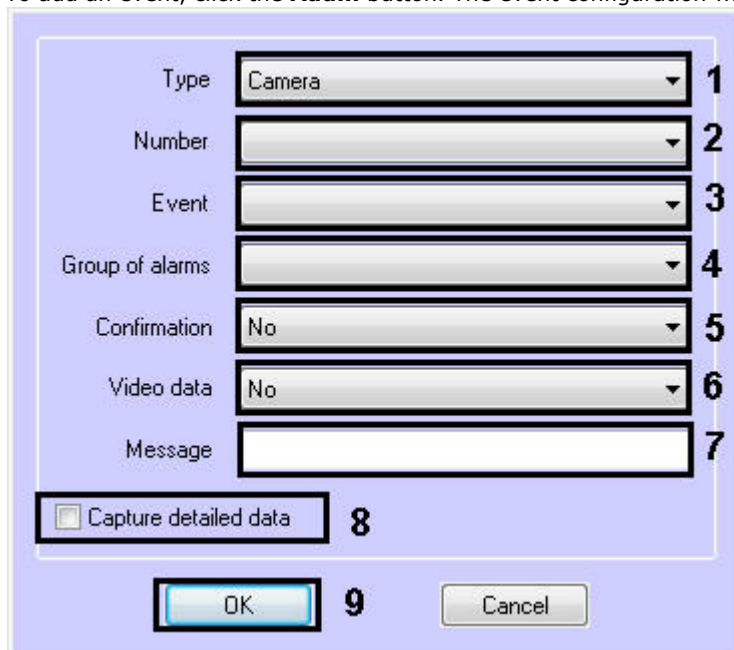 Type Camera 1
Number 2
Event 3
Group of alarms 4
Confirmation No 5
Video data No 6
Message 7
Capture detailed data 8
OK 9 Cancel